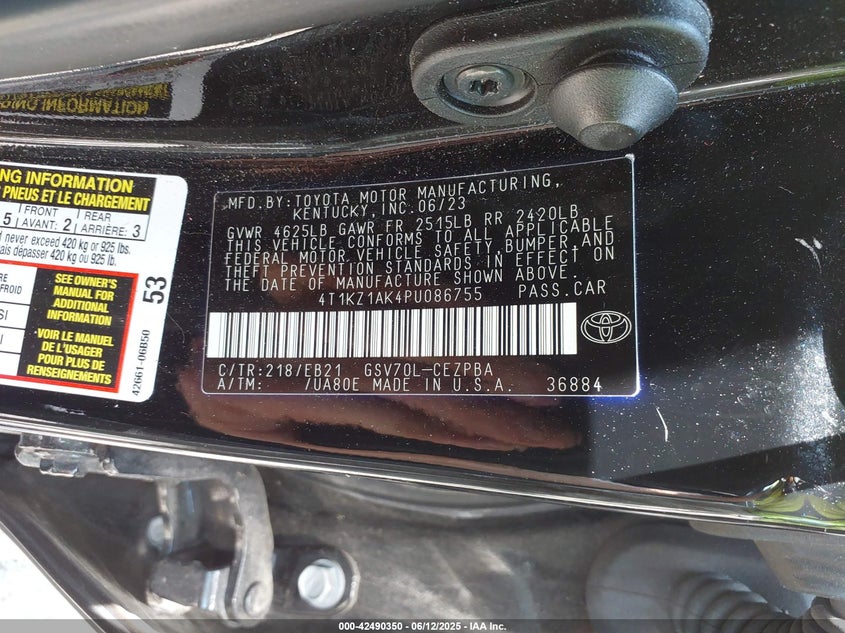 NG INFORMATION
PNEUS ET LE CHARGEMENT
5 FRONT AVANT: 2 REAR ARRIÈRE: 3
never exceed 420 kg or 925 lbs.
ais dépasser 420 kg ou 925 lb.
SEE OWNER'S
MANUAL FOR
ADDITIONAL
INFORMATION
VOIR LE MANUEL
DE L'USAGER
POUR PLUS DE
RENSEIGNEMENTS
53
42661-06B50
MFD.BY:TOYOTA MOTOR MANUFACTURING,
KENTUCKY, INC.06/23
GVWR 4625LB GAWR FR 2515LB RR 2420LB
THIS VEHICLE CONFORMS TO ALL APPLICABLE
FEDERAL MOTOR VEHICLE SAFETY,BUMPER,AND
THEFT PREVENTION STANDARDS IN EFFECT ON
THE DATE OF MANUFACTURE SHOWN ABOVE.
4T1KZ1AK4PU086755 PASS.CAR
C/TR:218/EB21 GSV70L-CEZPBA
A/TM: /UA80E MADE IN U.S.A. 36884
000-42490350 - 06/12/2025 - IAA Inc.